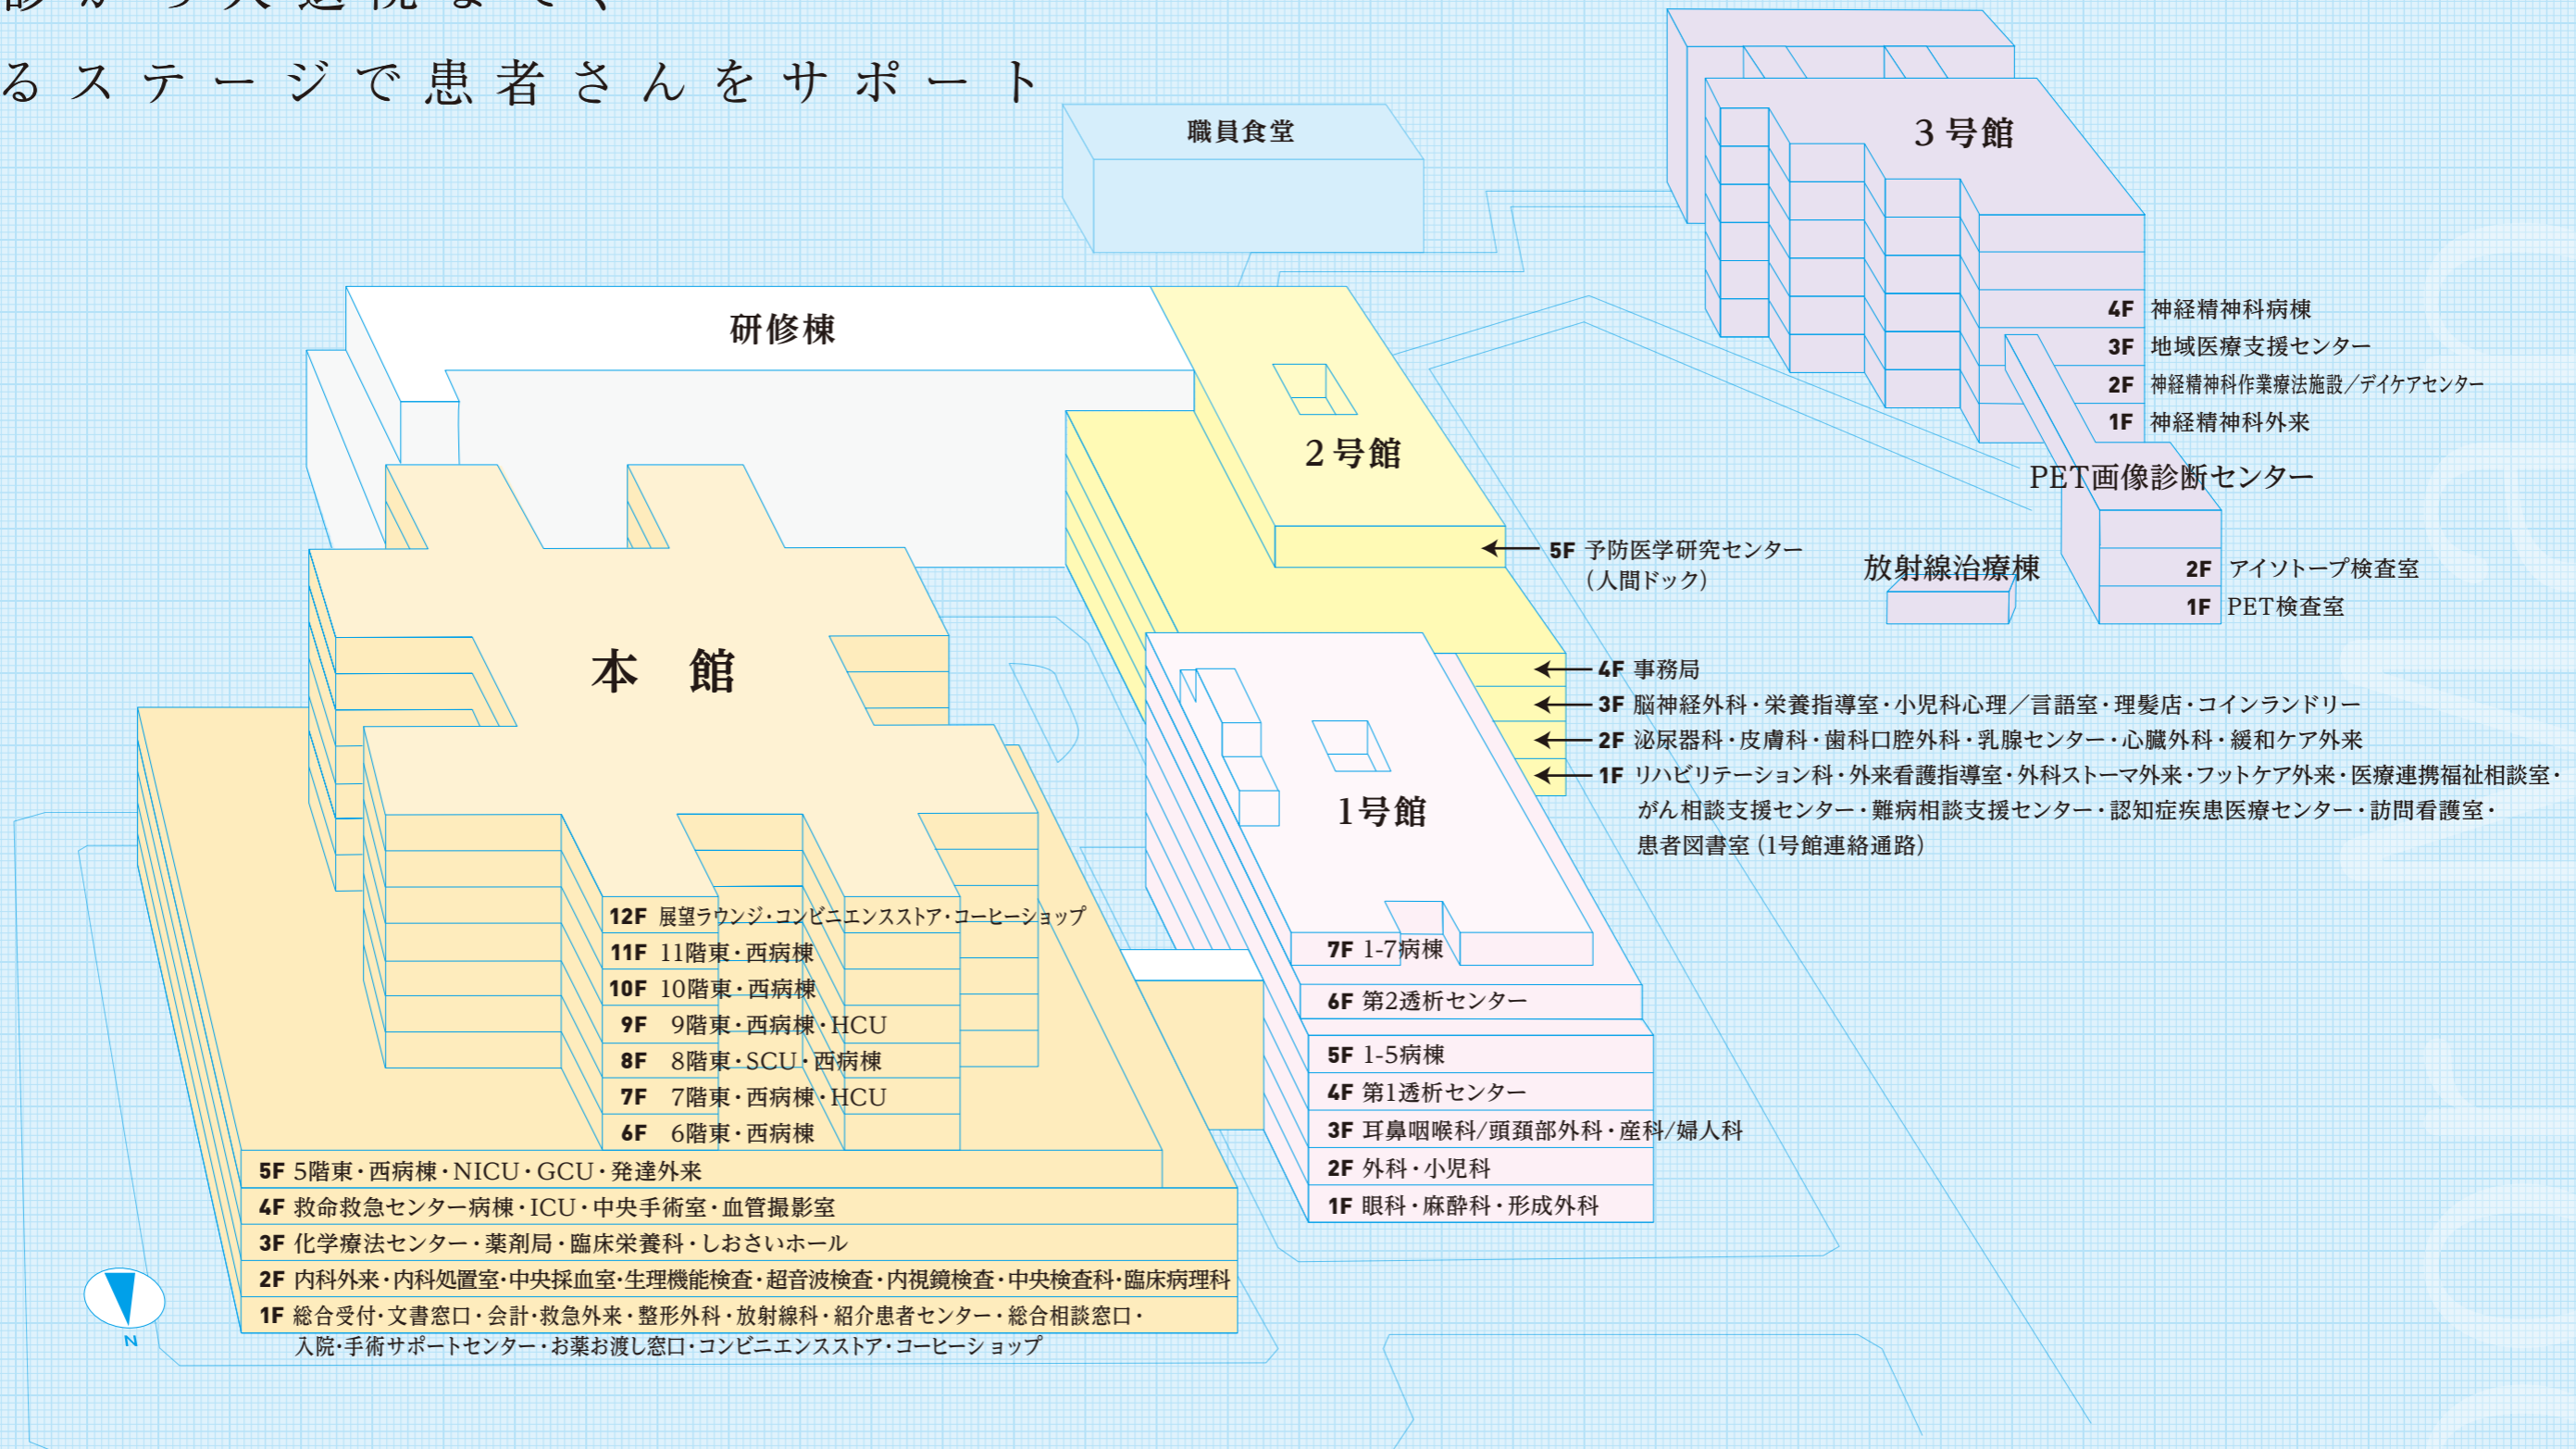 るステージで患者さんをサポート
職員食堂
3号館
4F 神経精神科病棟
3F 地域医療支援センター
2F 神経精神科作業療法施設／デイケアセンター
1F 神経精神科外来
PET画像診断センター
2F アイソトープ検査室
1F PET検査室
放射線治療棟
研修棟
2号館
5F 予防医学研究センター
（人間ドック）
4F 事務局
3F 脳神経外科・栄養指導室・小児科心理／言語室・理髪店・コインランドリー
2F 泌尿器科・皮膚科・歯科口腔外科・乳腺センター・心臓外科・緩和ケア外来
1F リハビリテーション科・外来看護指導室・外科ストーマ外来・フットケア外来・医療連携福祉相談室・
がん相談支援センター・難病相談支援センター・認知症疾患医療センター・訪問看護室・
患者図書室（1号館連絡通路）
本館
12F 展望ラウンジ・コンビニエンスストア・コーヒーショップ
11F 11階東・西病棟
10F 10階東・西病棟
9F 9階東・西病棟・HCU
8F 8階東・SCU・西病棟
7F 7階東・西病棟・HCU
6F 6階東・西病棟
5F 5階東・西病棟・NICU・GCU・発達外来
4F 救命救急センター病棟・ICU・中央手術室・血管撮影室
3F 化学療法センター・薬剤局・臨床栄養科・しおさいホール
2F 内科外来・内科処置室・中央採血室・生理機能検査・超音波検査・内視鏡検査・中央検査科・臨床病理科
1F 総合受付・文書窓口・会計・救急外来・整形外科・放射線科・紹介患者センター・総合相談窓口・
入院・手術サポートセンター・お薬お渡し窓口・コンビニエンスストア・コーヒーショップ
1号館
7F 1-7病棟
6F 第2透析センター
5F 1-5病棟
4F 第1透析センター
3F 耳鼻咽喉科/頭頸部外科・産科/婦人科
2F 外科・小児科
1F 眼科・麻酔科・形成外科
N